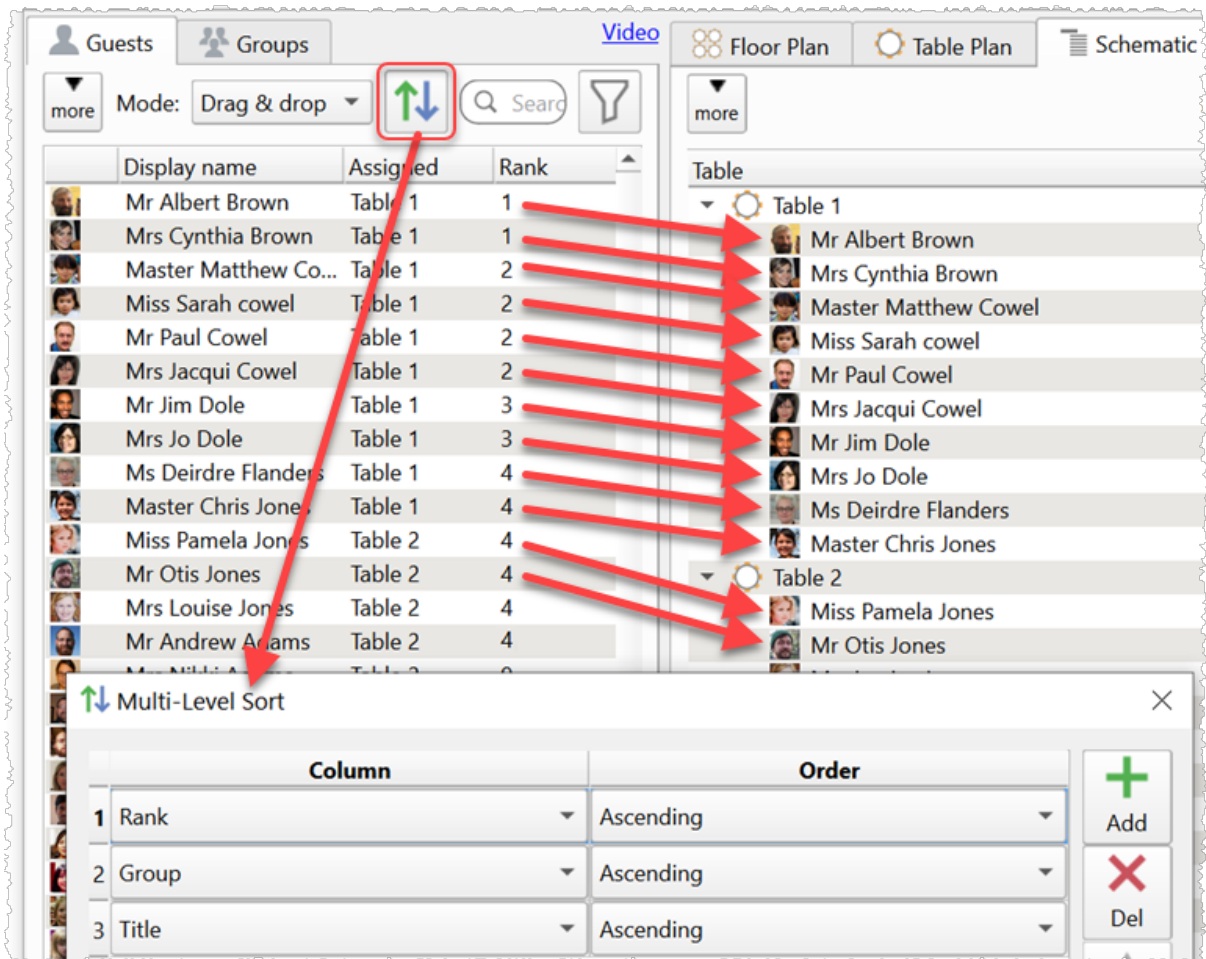 Guests
Groups
Video
Floor Plan
Table Plan
Schematic
more
Mode:
Drag & drop
Searc
more
Display name Assigned Rank
Table
Mr Albert Brown Table 1 1
Table 1
Mrs Cynthia Brown Table 1 1
Mr Albert Brown
Master Matthew Co... Table 1 2
Mrs Cynthia Brown
Miss Sarah cowel Table 1 2
Master Matthew Cowel
Mr Paul Cowel Table 1 2
Miss Sarah cowel
Mrs Jacqui Cowel Table 1 2
Mr Paul Cowel
Mr Jim Dole Table 1 3
Mrs Jacqui Cowel
Mrs Jo Dole Table 1 3
Mr Jim Dole
Ms Deirdre Flanders Table 1 4
Mrs Jo Dole
Master Chris Jones Table 1 4
Ms Deirdre Flanders
Miss Pamela Jones Table 2 4
Master Chris Jones
Mr Otis Jones Table 2 4
Table 2
Mrs Louise Jones Table 2 4
Miss Pamela Jones
Mr Andrew Adams Table 2 4
Mr Otis Jones
Multi-Level Sort
Column Order
1 Rank Ascending
Add
2 Group Ascending
Del
3 Title Ascending